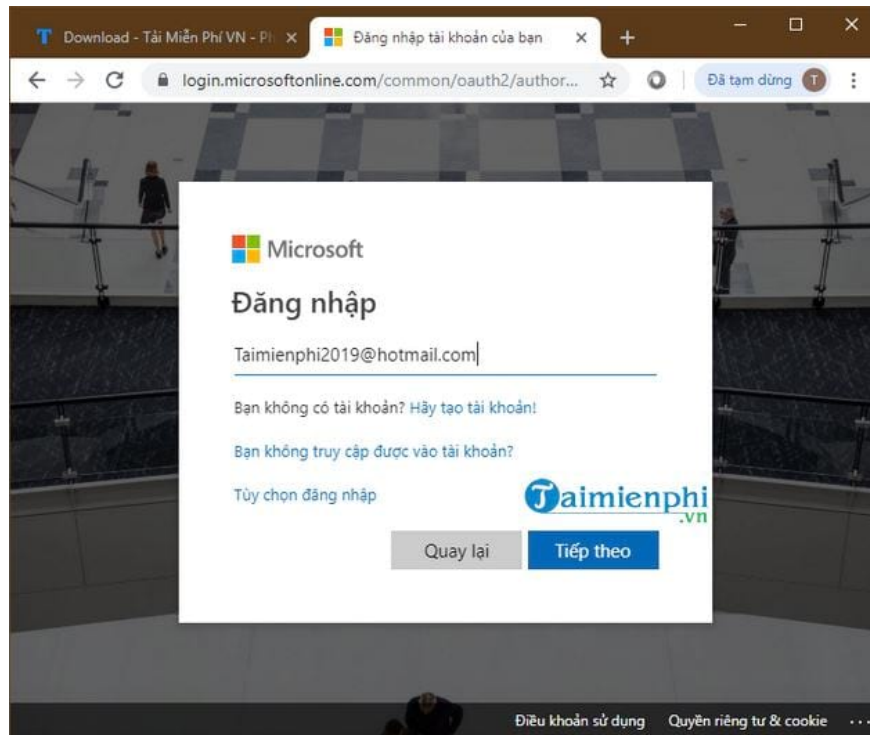 T Download - Tải Miễn Phí VN - Ph
Đăng nhập tài khoản của bạn
login.microsoftonline.com/common/oauth2/author...
Đã tạm dừng
T
Microsoft
Đăng nhập
Taimienphi2019@hotmail.com
Bạn không có tài khoản? Hãy tạo tài khoản!
Bạn không truy cập được vào tài khoản?
Tùy chọn đăng nhập
Taimienphi
.vn
Quay lại
Tiếp theo
Điều khoản sử dụng
Quyền riêng tư & cookie